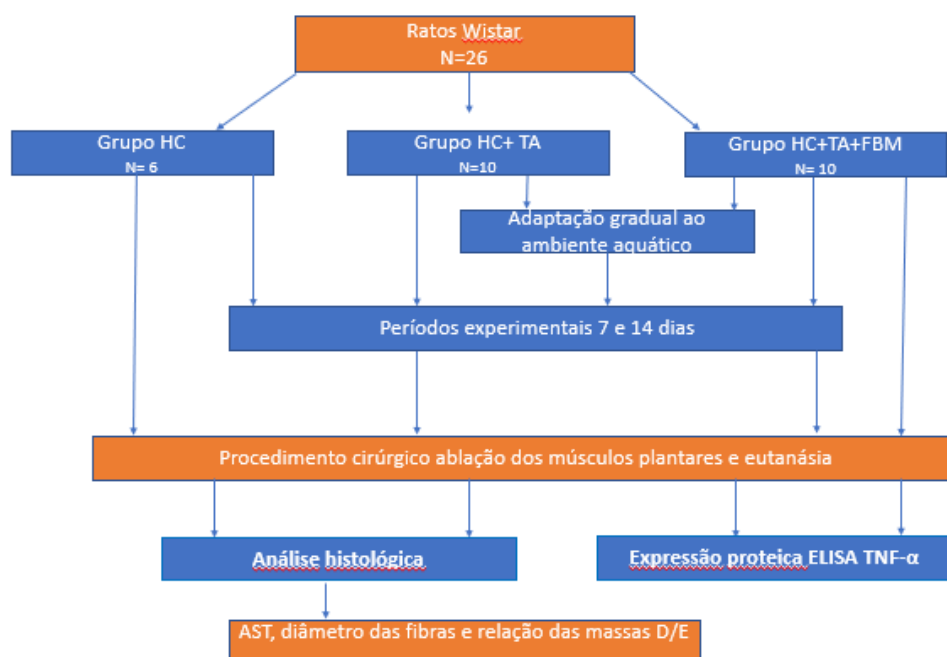 Ratos Wistar
N=26
Grupo HC
N= 6
Grupo HC+ TA
N=10
Grupo HC+TA+FBM
N= 10
Adaptação gradual ao
ambiente aquático
Períodos experimentais 7 e 14 dias
Procedimento cirúrgico ablação dos músculos plantares e eutanásia
Análise histológica
Expressão proteica ELISA TNF-α
AST, diâmetro das fibras e relação das massas D/E